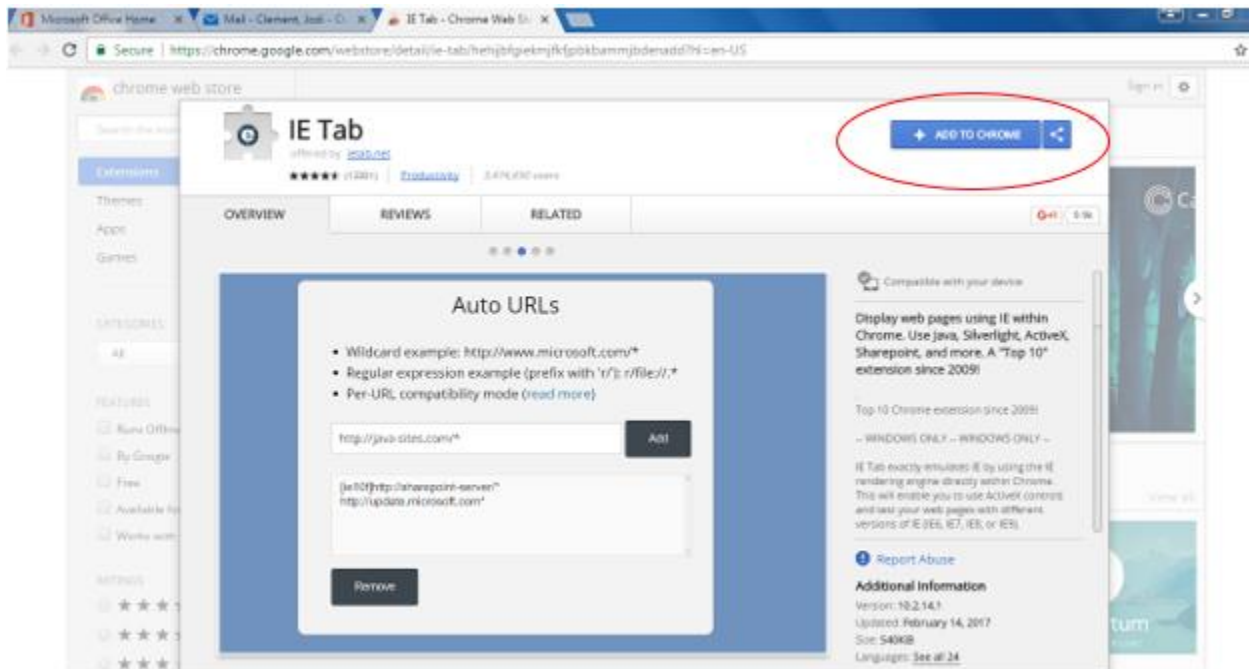 Microsoft Office Home
Mail - Clement, Jodi - O
IE Tab - Chrome Web St
Secure | https://chrome.google.com/webstore/detail/ie-tab/hehijbfgiekmjfkfjpbkbammjbdenadd?hl=en-US
chrome web store
Sign in
IE Tab
+ ADD TO CHROME
offered by
★★★★★
Productivity
users
Extensions
Themes
Apps
Games
OVERVIEW
REVIEWS
RELATED
G+1
Ca
CATEGORIES
All
FEATURES
Runs Offline
By Google
Free
Available for
Works with
RATINGS
Auto URLs
• Wildcard example: http://www.microsoft.com/*
• Regular expression example (prefix with 'r/'): r/file://.*
• Per-URL compatibility mode (read more)
http://java-sites.com/*
Add
[ie10f]http://sharepoint-server/*
http://update.microsoft.com*
Remove
Compatible with your device
Display web pages using IE within
Chrome. Use Java, Silverlight, ActiveX,
Sharepoint, and more. A "Top 10"
extension since 2009!
Top 10 Chrome extension since 2009!
-- WINDOWS ONLY -- WINDOWS ONLY --
IE Tab exactly emulates IE by using the IE
rendering engine directly within Chrome.
This will enable you to use ActiveX controls
and test your web pages with different
versions of IE (IE6, IE7, IE8, or IE9).
Report Abuse
Additional Information
Version: 10.2.14.1
Updated: February 14, 2017
Size: 540KiB
Languages: See all 24
View all
tum